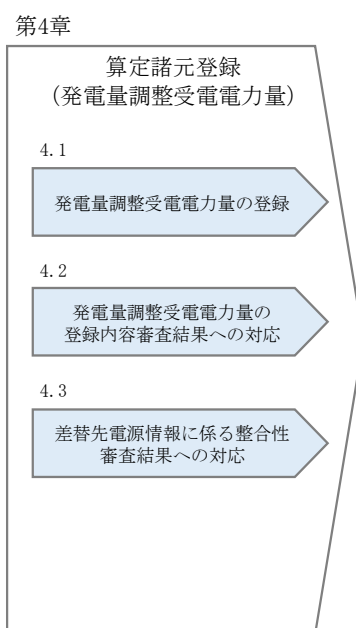 第4章
算定諸元登録
（発電量調整受電電力量）
4.1
発電量調整受電電力量の登録
4.2
発電量調整受電電力量の
登録内容審査結果への対応
4.3
差替先電源情報に係る整合性
審査結果への対応